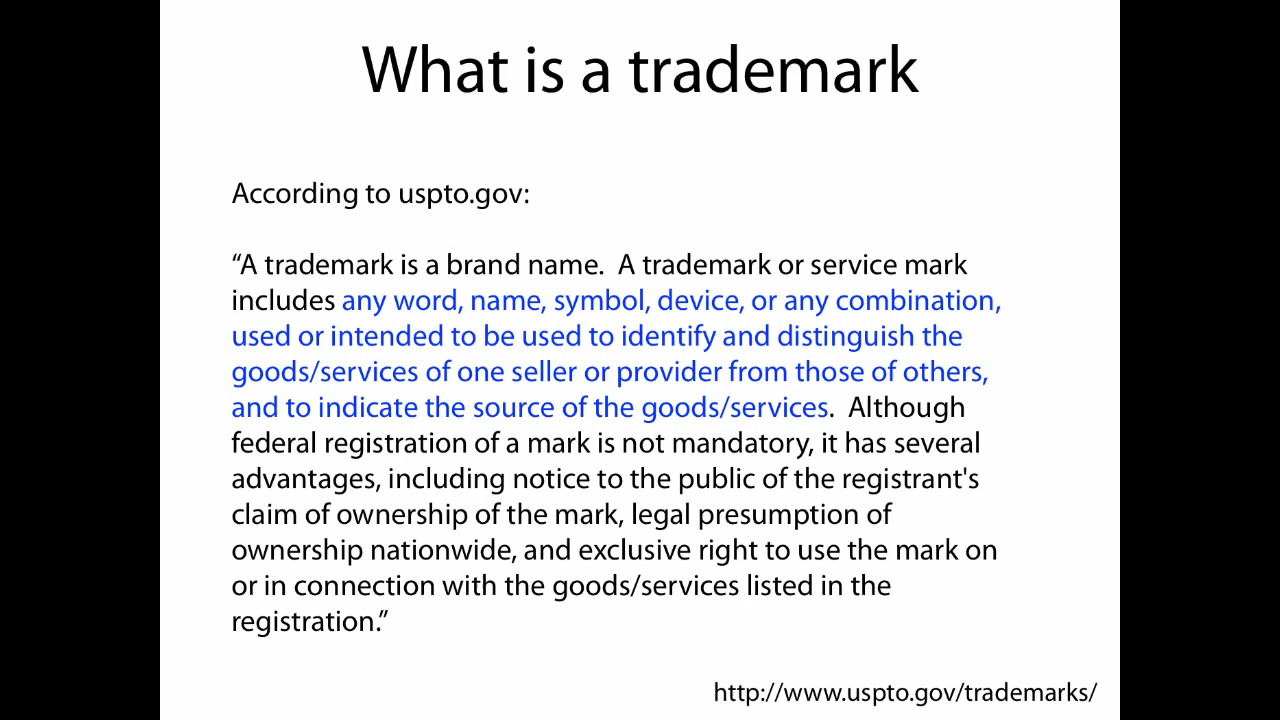 What is a trademark
According to uspto.gov:
“A trademark is a brand name.  A trademark or service mark
includes any word, name, symbol, device, or any combination,
used or intended to be used to identify and distinguish the
goods/services of one seller or provider from those of others,
and to indicate the source of the goods/services.  Although
federal registration of a mark is not mandatory, it has several
advantages, including notice to the public of the registrant's
claim of ownership of the mark, legal presumption of
ownership nationwide, and exclusive right to use the mark on
or in connection with the goods/services listed in the
registration.”
http://www.uspto.gov/trademarks/